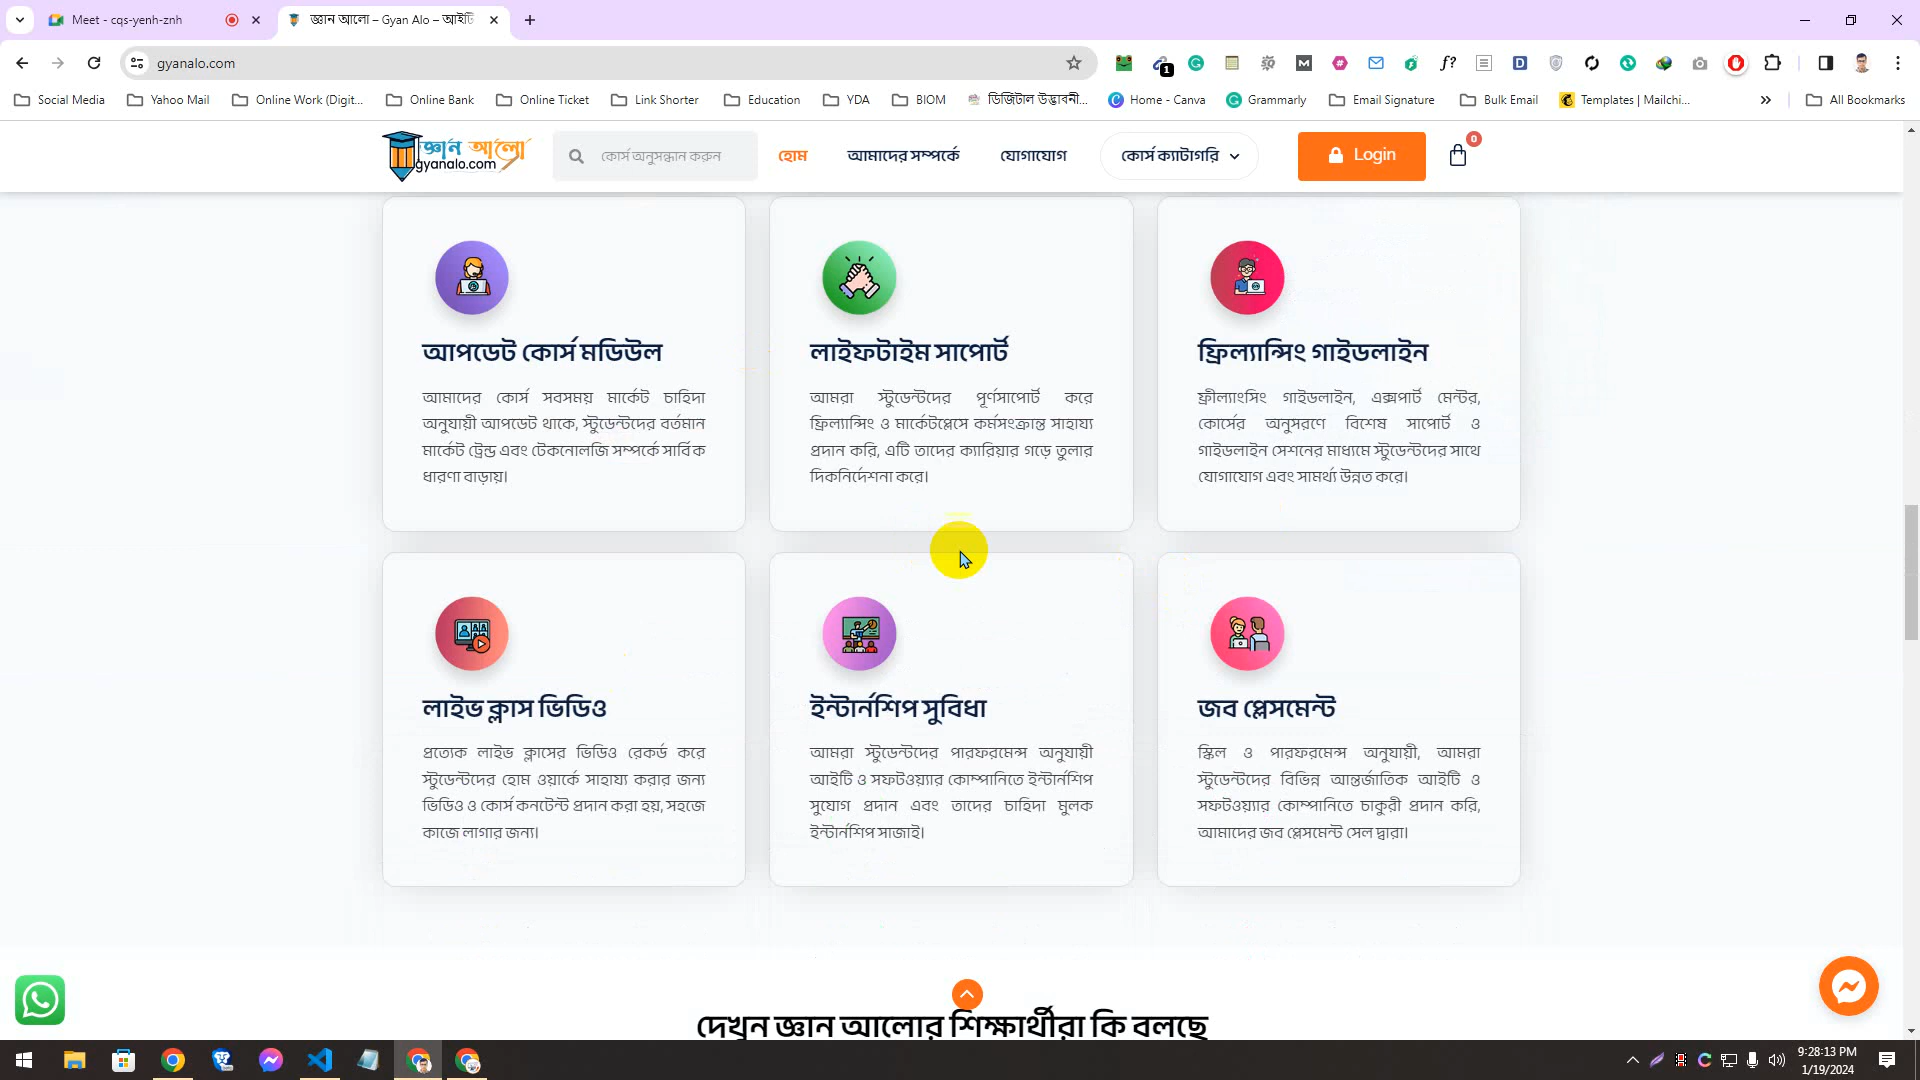 Meet - cqs-yenh-znh
জ্ঞান আলো – Gyan Alo – আইটি
gyanalo.com
1
Social Media
Yahoo Mail
Online Work (Digit...
Online Bank
Online Ticket
Link Shorter
Education
YDA
BIOM
ডিজিটাল উদ্ভাবনী...
Home - Canva
Grammarly
Email Signature
Bulk Email
Templates | Mailchi...
All Bookmarks
জ্ঞান আলো
gyanalo.com
কোর্স অনুসন্ধান করুন
হোম
আমাদের সম্পর্কে
যোগাযোগ
কোর্স ক্যাটাগরি
Login
0
আপডেট কোর্স মডিউল
আমাদের কোর্স সবসময় মার্কেট চাহিদা
অনুযায়ী আপডেট থাকে, স্টুডেন্টদের বর্তমান
মার্কেট ট্রেন্ড এবং টেকনোলজি সম্পর্কে সার্বিক
ধারণা বাড়ায়।
লাইফটাইম সাপোর্ট
আমরা স্টুডেন্টদের পূর্ণসাপোর্ট করে
ফ্রিল্যান্সিং ও মার্কেটপ্লেসে কর্মসংক্রান্ত সাহায্য
প্রদান করি, এটি তাদের ক্যারিয়ার গড়ে তুলার
দিকনির্দেশনা করে।
ফ্রিল্যান্সিং গাইডলাইন
ফ্রীল্যাংসিং গাইডলাইন, এক্সপার্ট মেন্টর,
কোর্সের অনুসরণে বিশেষ সাপোর্ট ও
গাইডলাইন সেশনের মাধ্যমে স্টুডেন্টদের সাথে
যোগাযোগ এবং সামর্থ্য উন্নত করে।
লাইভ ক্লাস ভিডিও
প্রত্যেক লাইভ ক্লাসের ভিডিও রেকর্ড করে
স্টুডেন্টদের হোম ওয়ার্কে সাহায্য করার জন্য
ভিডিও ও কোর্স কনটেন্ট প্রদান করা হয়, সহজে
কাজে লাগার জন্য।
ইন্টার্নশিপ সুবিধা
আমরা স্টুডেন্টদের পারফরমেন্স অনুযায়ী
আইটি ও সফটওয়্যার কোম্পানিতে ইন্টার্নশিপ
সুযোগ প্রদান এবং তাদের চাহিদা মুলক
ইন্টার্নশিপ সাজাই।
জব প্লেসমেন্ট
স্কিল ও পারফরমেন্স অনুযায়ী, আমরা
স্টুডেন্টদের বিভিন্ন আন্তর্জাতিক আইটি ও
সফটওয়্যার কোম্পানিতে চাকুরী প্রদান করি,
আমাদের জব প্লেসমেন্ট সেল দ্বারা।
দেখুন জ্ঞান আলোর শিক্ষার্থীরা কি বলছে
9:28:13 PM
1/19/2024